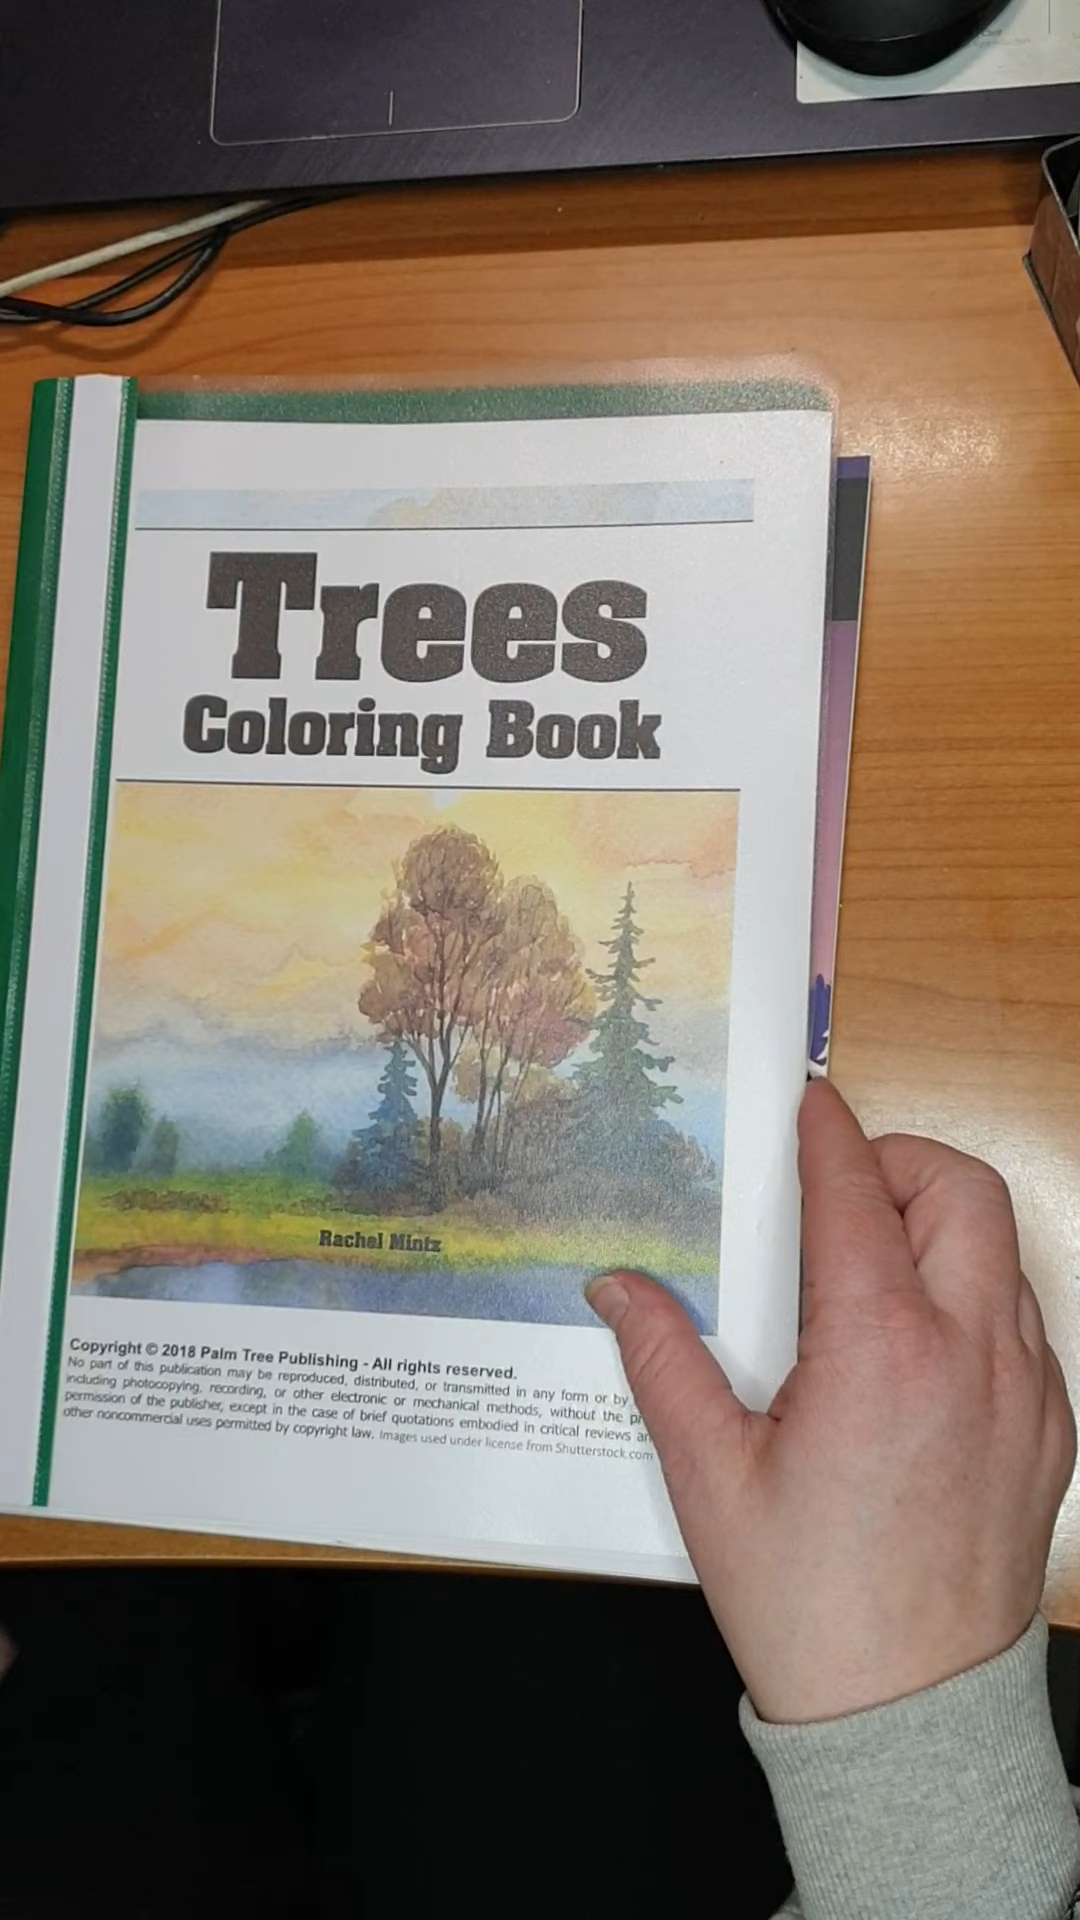 Trees
Coloring Book
Rachel Mintz
Copyright © 2018 Palm Tree Publishing - All rights reserved.
No part of this publication may be reproduced, distributed, or transmitted in any form or by
including photocopying, recording, or other electronic or mechanical methods, without the
permission of the publisher, except in the case of brief quotations embodied in critical reviews
other noncommercial uses permitted by copyright law. Images used under license from Shutterstock.com